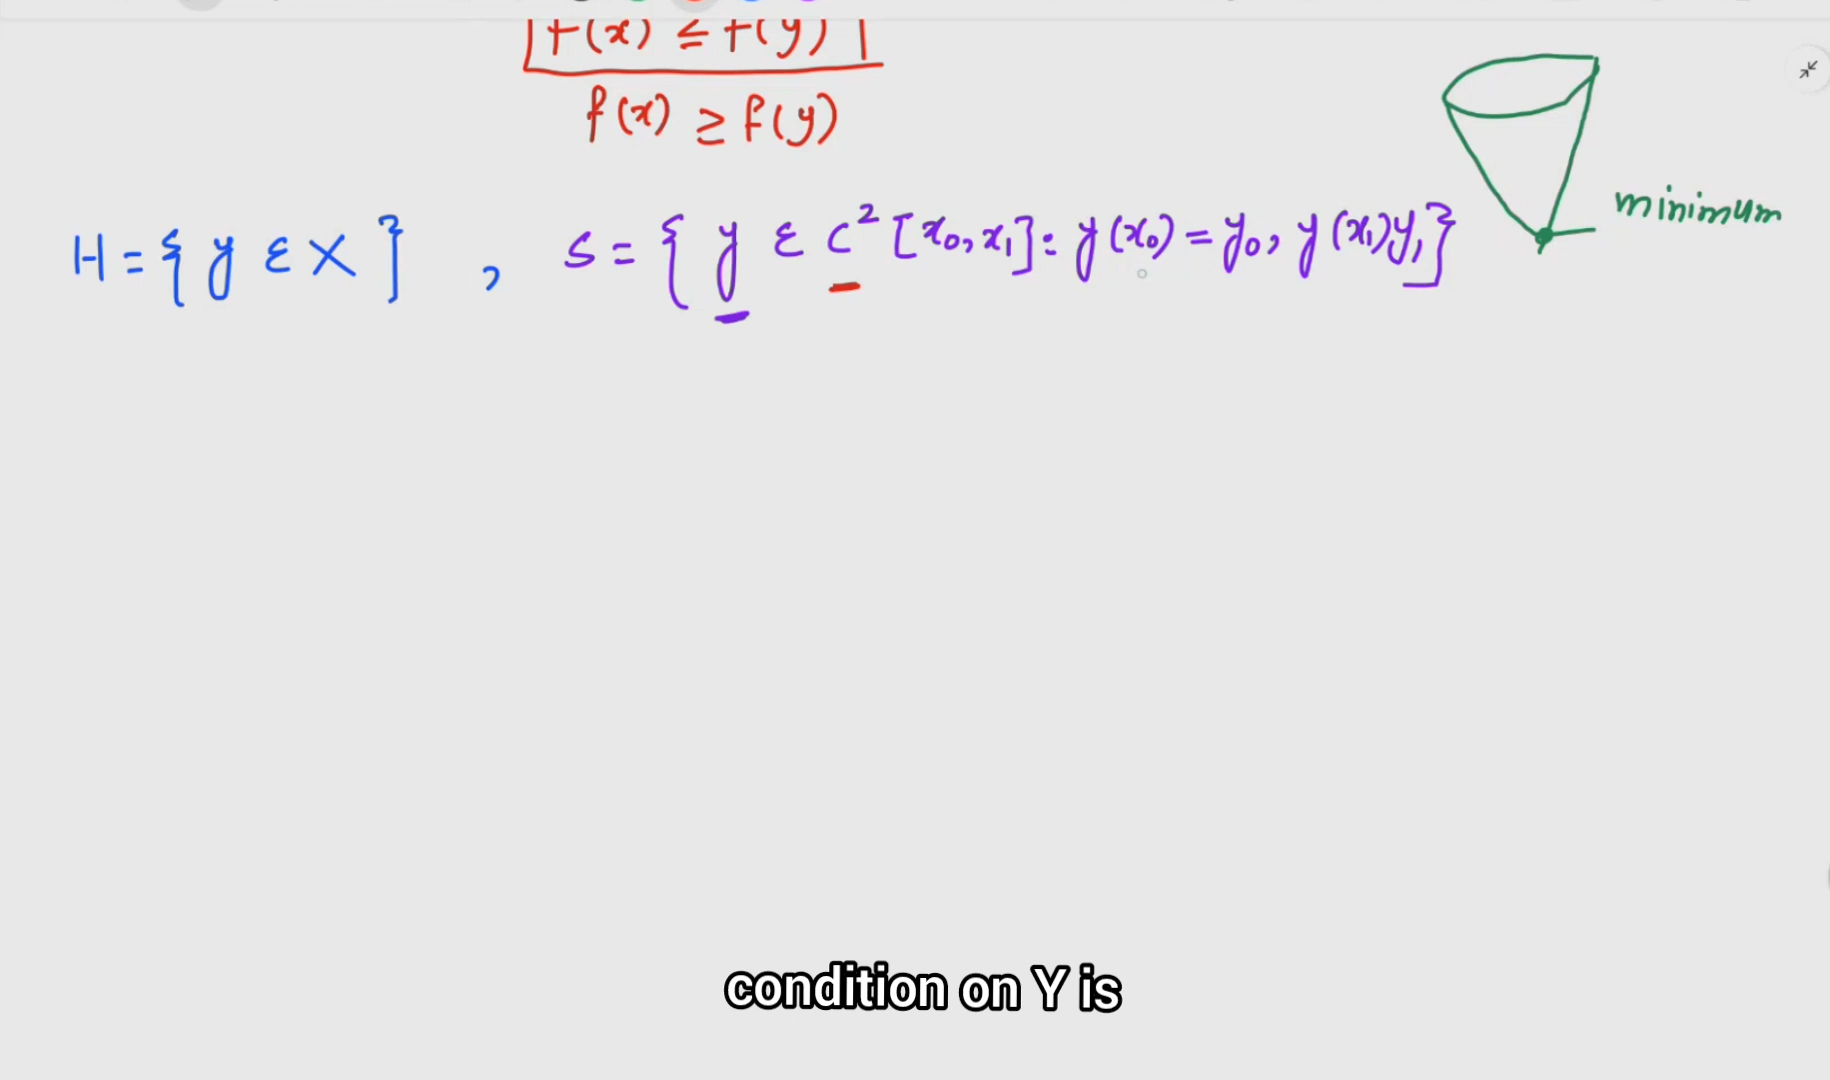 f(x) ≤ f(y)
f(x) ≥ f(y)
minimum
H = { y ε X } , S = { y ε C² [x₀, x₁] : y(x₀) = y₀, y(x₁)y₁ }
condition on Y is